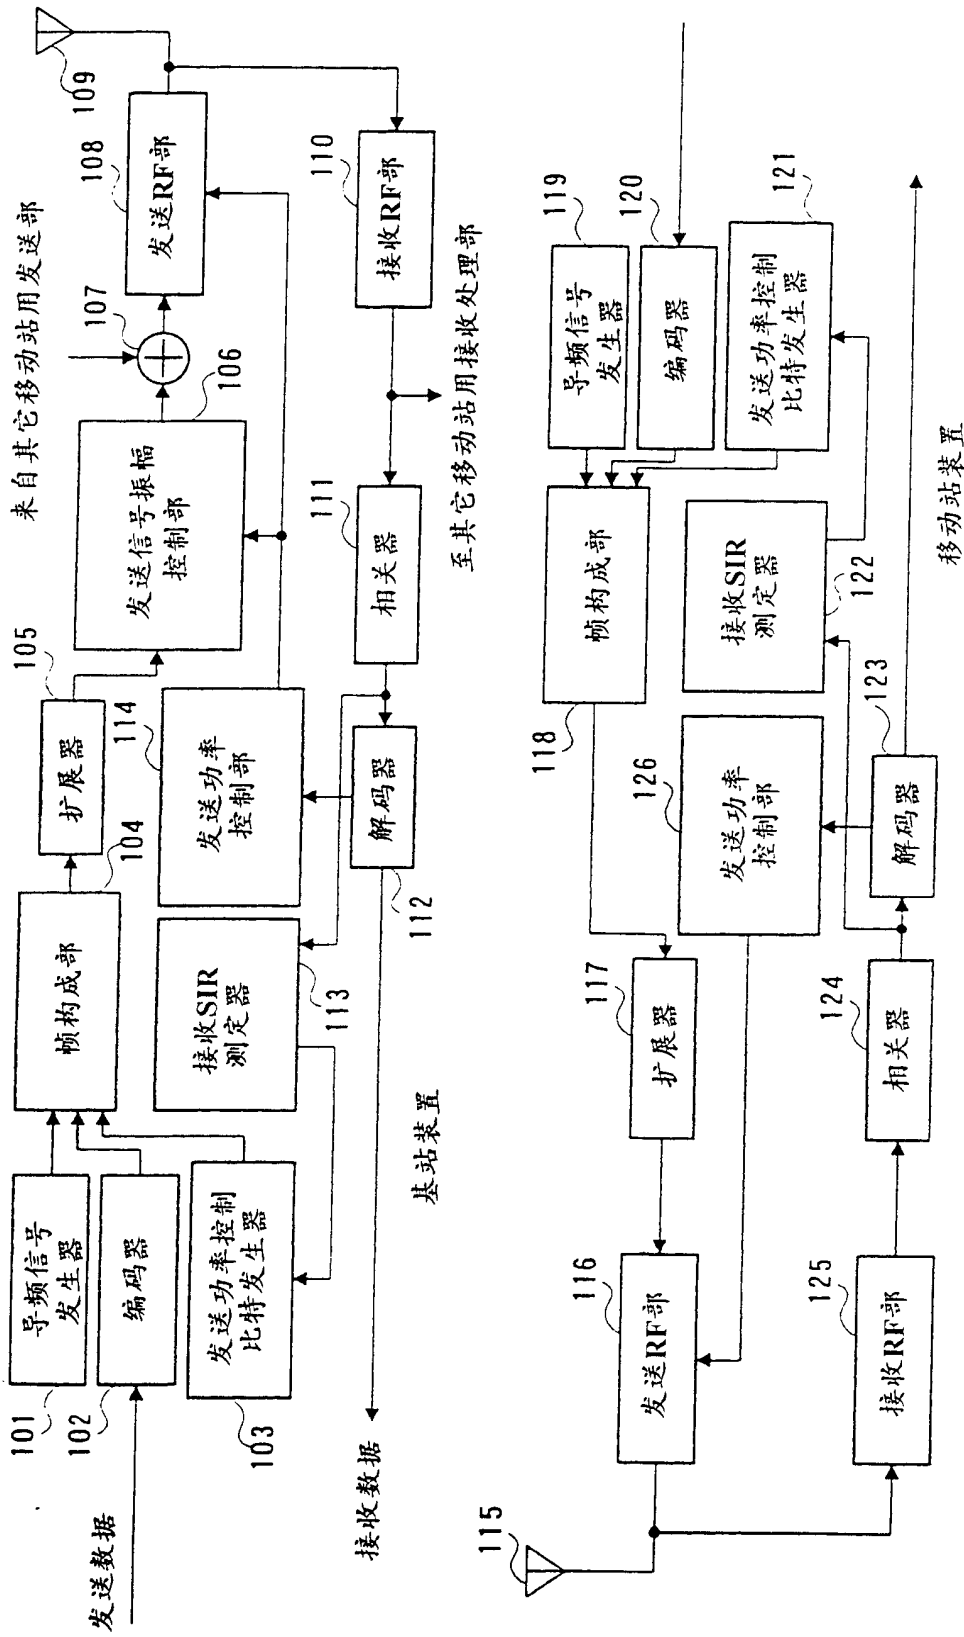 来自其它移动站用发送部
109
108
发送RF部
107
106
发送信号振幅
控制部
105
扩展器
104
帧构成部
导频信号
发生器
101
编码器
102
发送功率控制
比特发生器
103
发送数据
110
接收RF部
至其它移动站用接收处理部
111
相关器
114
发送功率
控制部
解码器
112
接收SIR
测定器
113
基站装置
接收数据
115
116
发送RF部
117
扩展器
118
帧构成部
119
导频信号
发生器
120
编码器
121
发送功率控制
比特发生器
接收SIR
测定器
122
126
发送功率
控制部
123
解码器
124
相关器
125
接收RF部
移动站装置